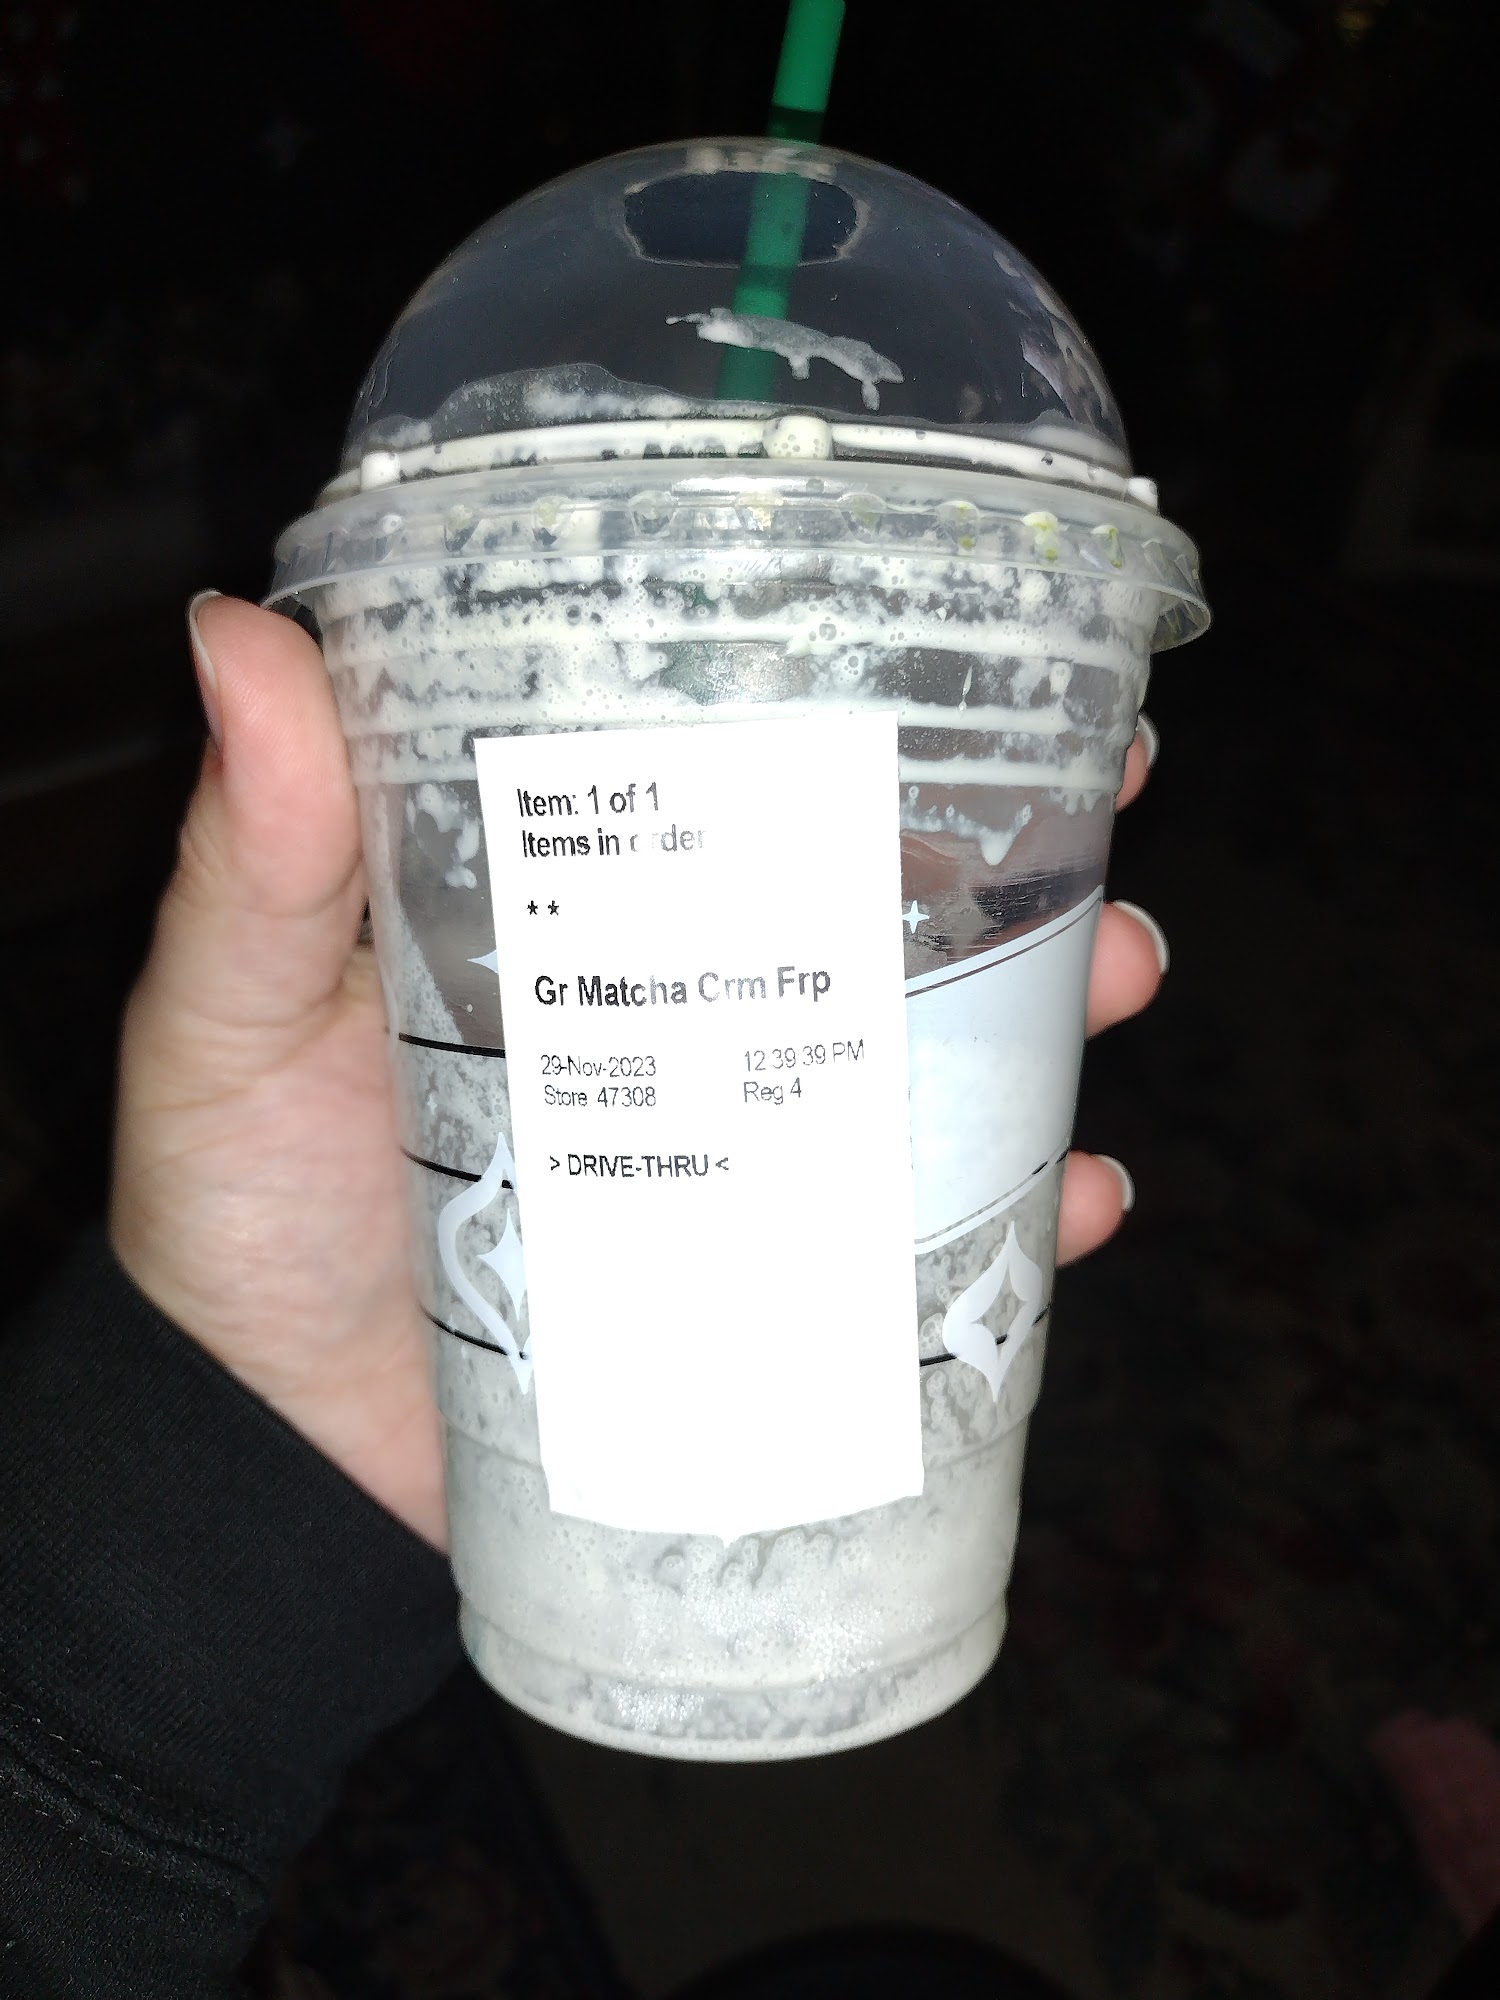 Item: 1 of 1
Items in order
* *
Gr Matcha Crm Frp
29-Nov-2023 12 39 39 PM
Store 47308 Reg 4
> DRIVE-THRU <